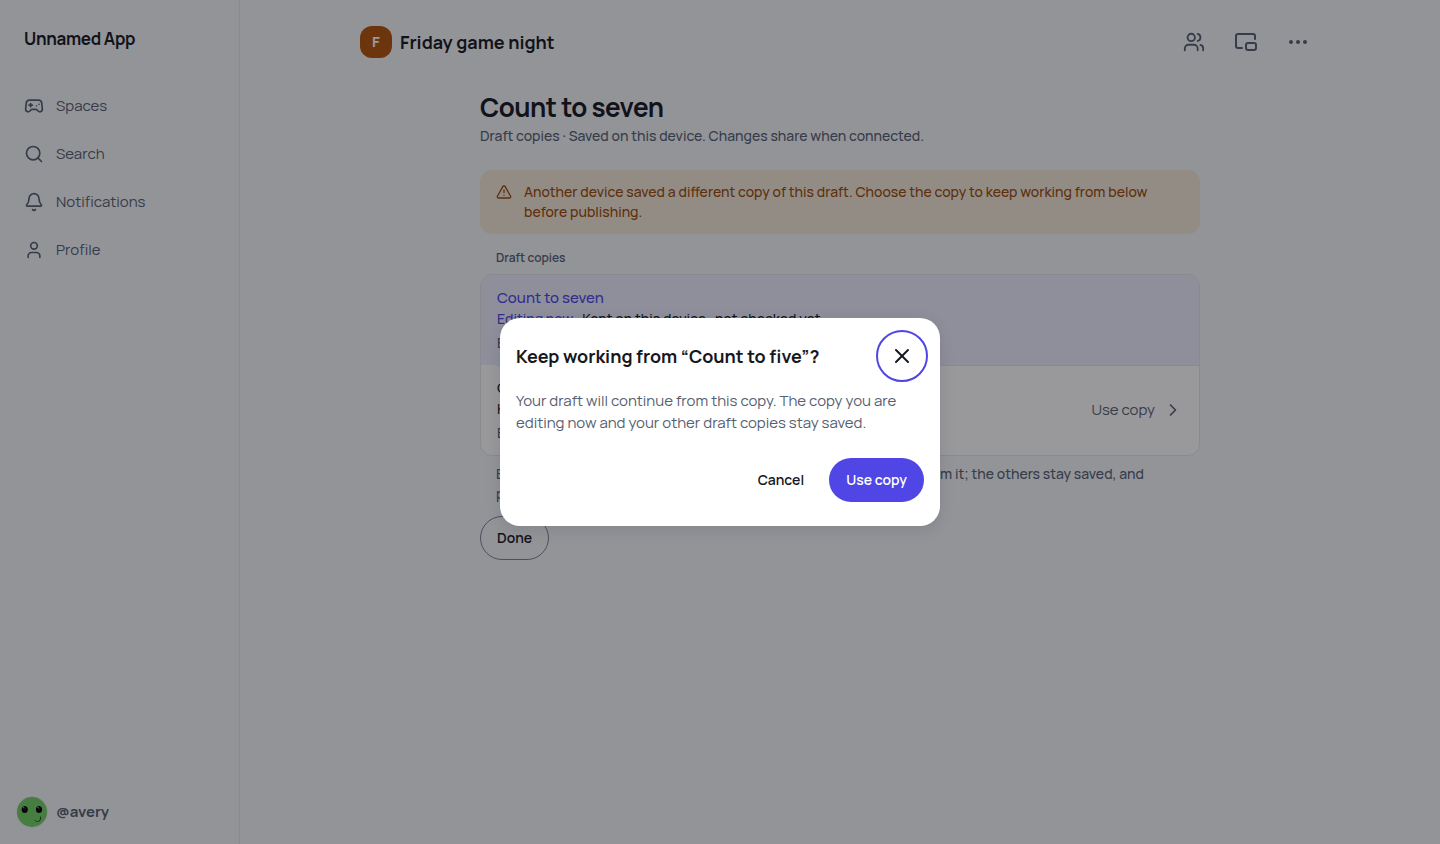 Unnamed App
Spaces
Search
Notifications
Profile
@avery
F
Friday game night
Count to seven
Draft copies · Saved on this device. Changes share when connected.
Another device saved a different copy of this draft. Choose the copy to keep working from below
before publishing.
Draft copies
Count to seven
Keep working from “Count to five”?
Your draft will continue from this copy. The copy you are
editing now and your other draft copies stay saved.
Cancel
Use copy
Use copy
it; the others stay saved, and
Done